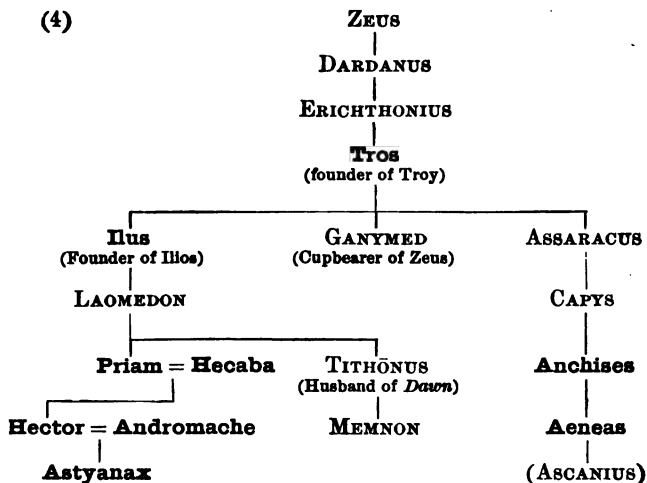 (4)
ZEUS
DARDANUS
ERICHTHONIUS
Tros
(founder of Troy)
Ilus GANYMED ASSARACUS
(Founder of Ilios) (Cupbearer of Zeus)
LAOMEDON CAPYS
Priam = Hecaba TITHŌNUS Anchises
(Husband of Dawn)
Hector = Andromache MEMNON Aeneas
Astyanax (ASCANIUS)